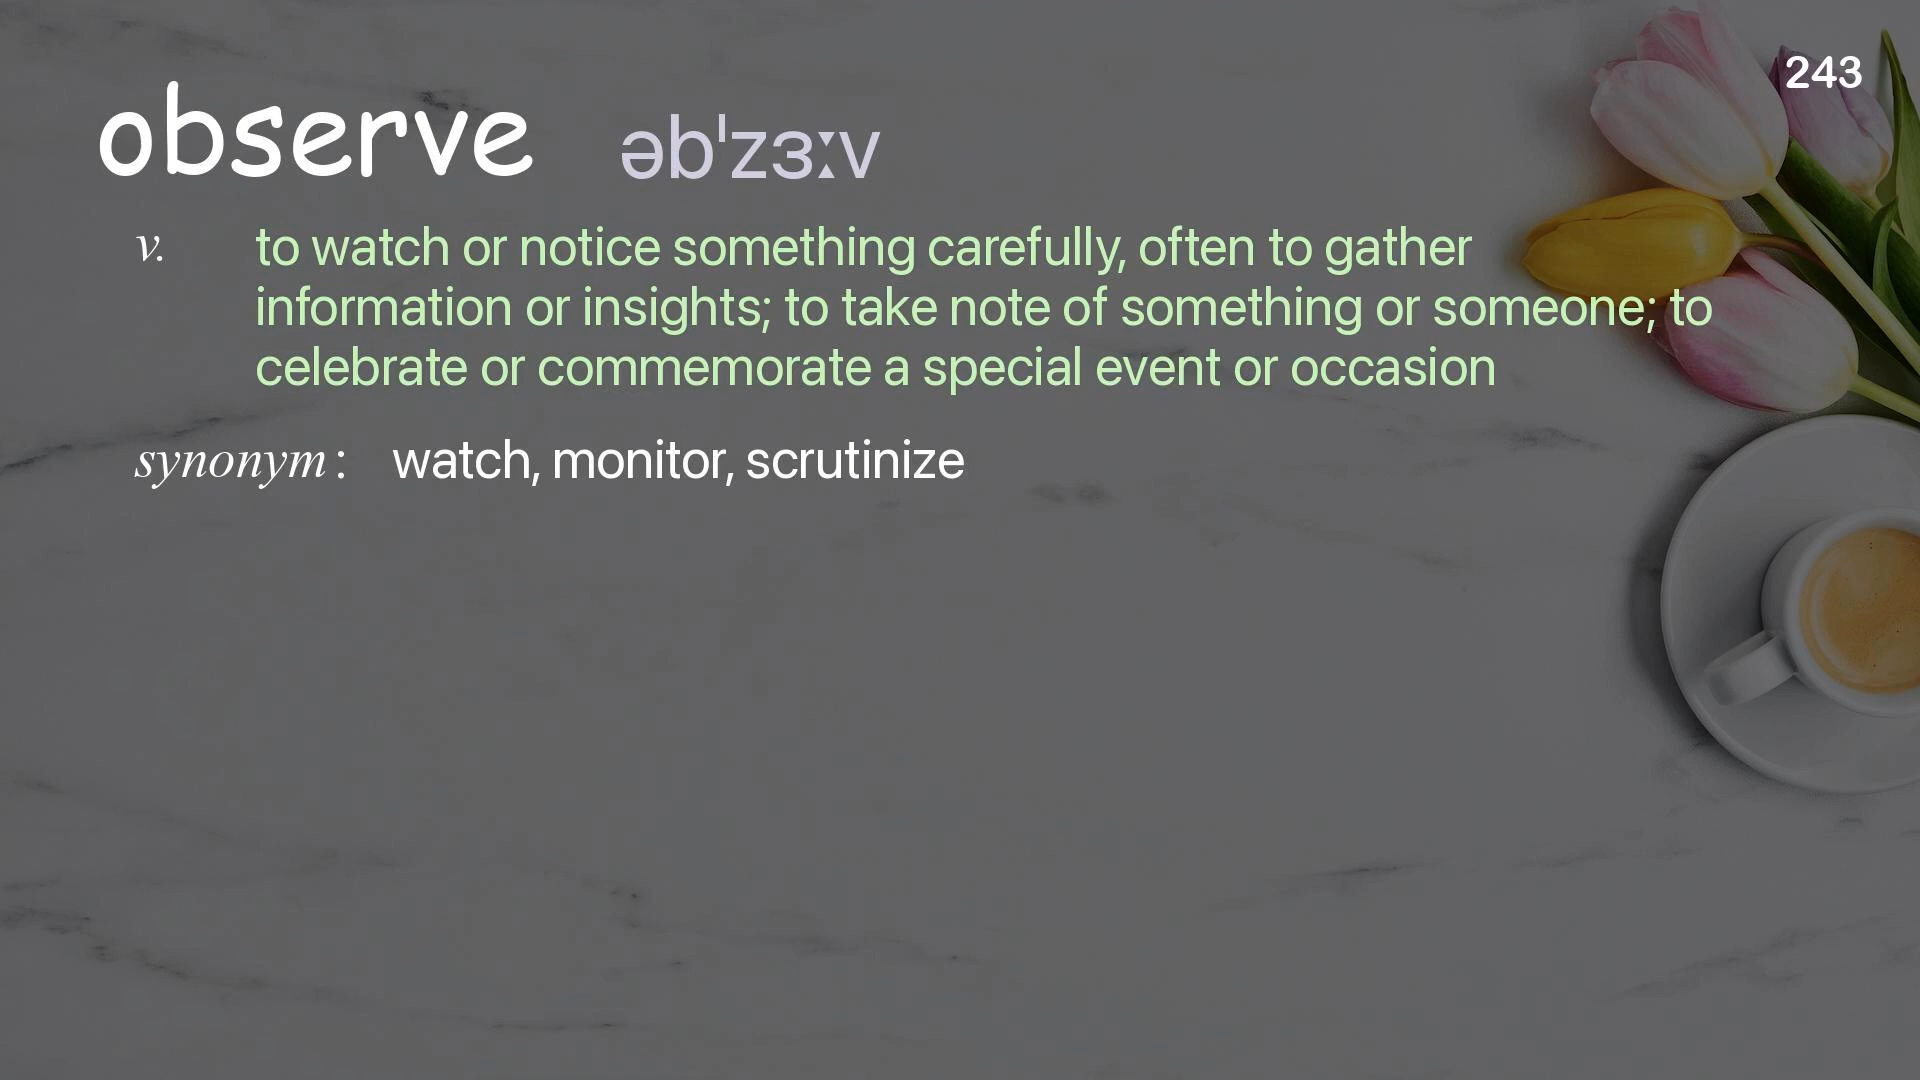 243
observe əbˈzɜːv
v. to watch or notice something carefully, often to gather
information or insights; to take note of something or someone; to
celebrate or commemorate a special event or occasion
synonym: watch, monitor, scrutinize